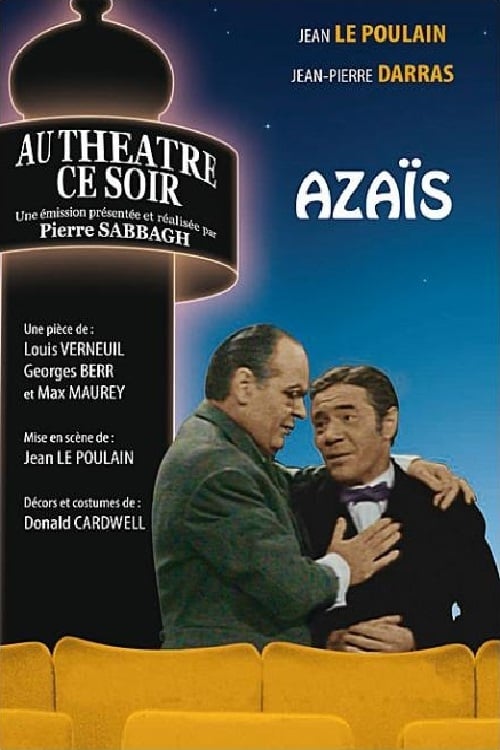 JEAN LE POULAIN
JEAN-PIERRE DARRAS
AU THEATRE
CE SOIR
Une émission présentée et réalisée par
Pierre SABBAGH
AZAÏS
Une pièce de :
Louis VERNEUIL
Georges BERR
et Max MAUREY
Mise en scène de :
Jean LE POULAIN
Décors et costumes de :
Donald CARDWELL